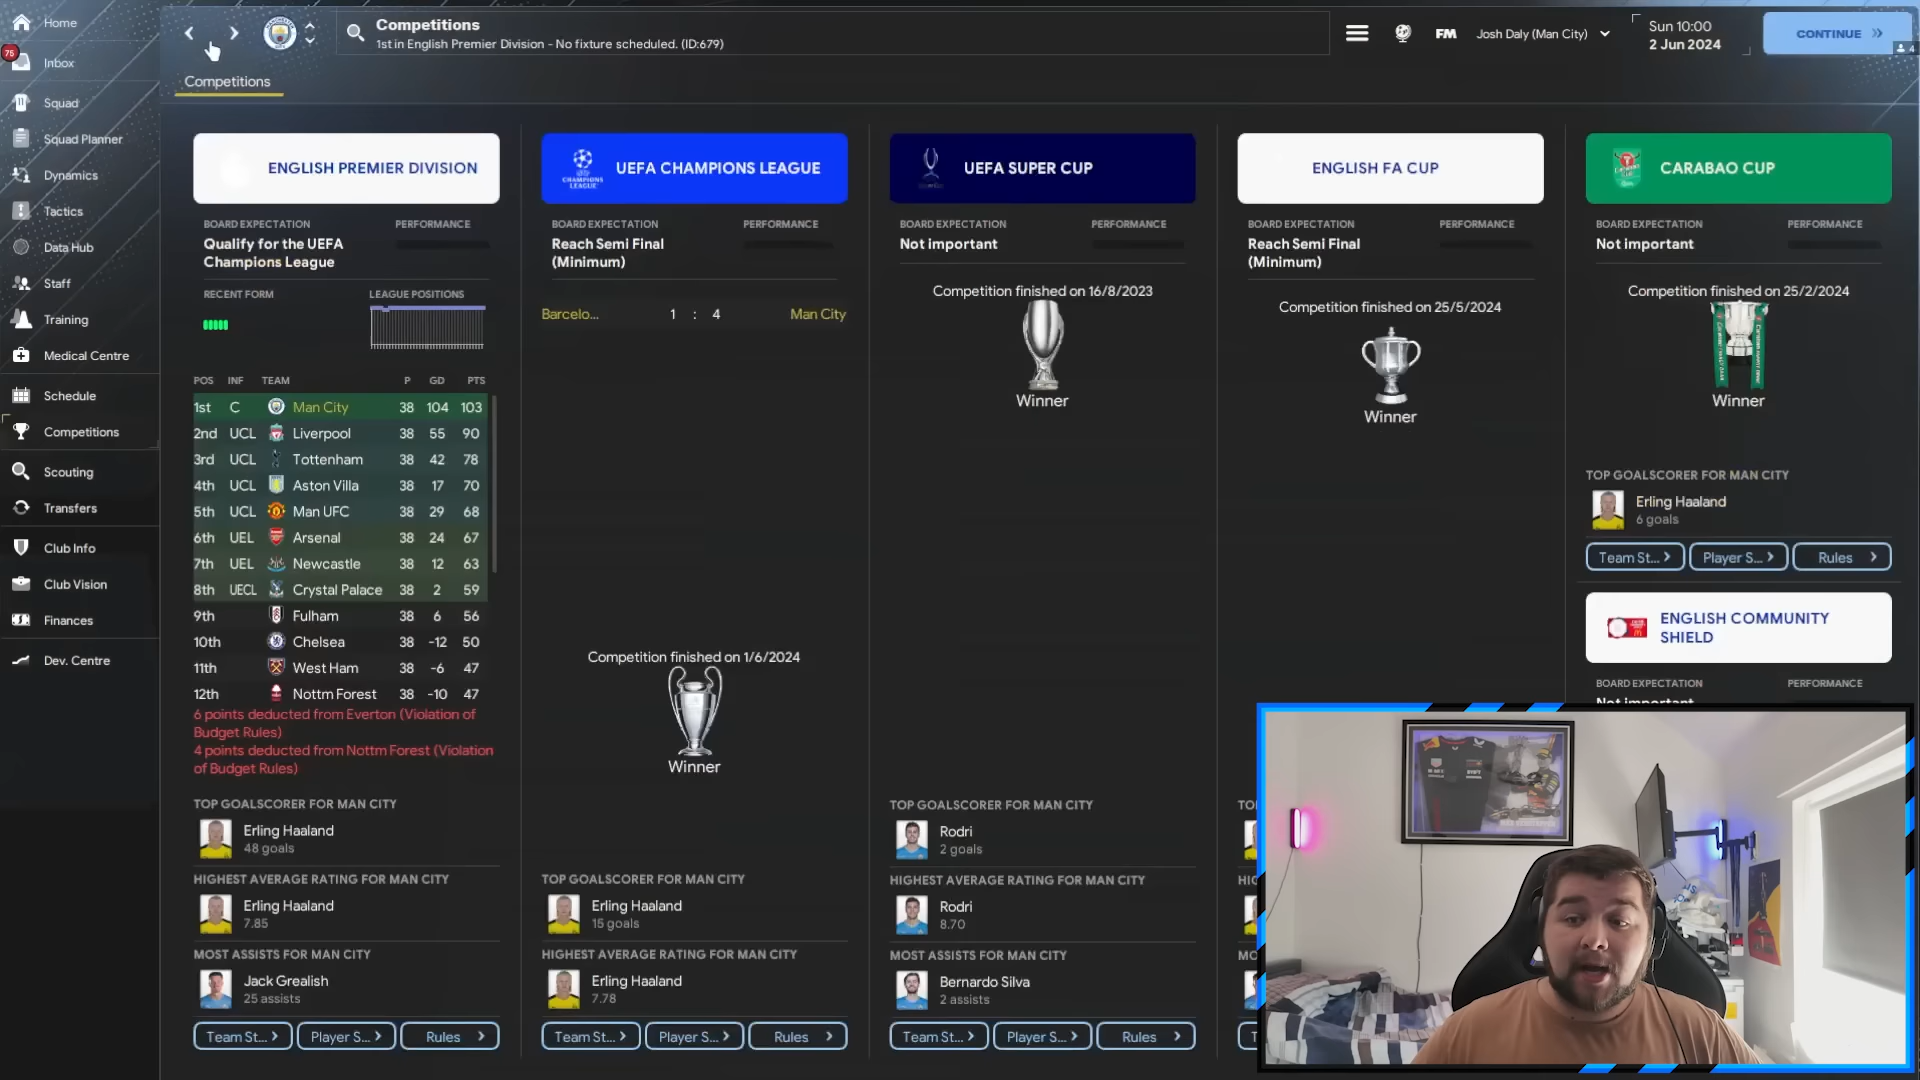 Home
75
Inbox
Squad
Squad Planner
Dynamics
Tactics
Data Hub
Staff
Training
Medical Centre
Schedule
Competitions
Scouting
Transfers
Club Info
Club Vision
Finances
Dev. Centre
Competitions
1st in English Premier Division - No fixture scheduled. (ID:679)
FM
Josh Daly (Man City)
Sun 10:00
2 Jun 2024
CONTINUE
4
Competitions
ENGLISH PREMIER DIVISION
BOARD EXPECTATION PERFORMANCE
Qualify for the UEFA
Champions League
RECENT FORM LEAGUE POSITIONS
POS INF TEAM P GD PTS
1st C Man City 38 104 103
2nd UCL Liverpool 38 55 90
3rd UCL Tottenham 38 42 78
4th UCL Aston Villa 38 17 70
5th UCL Man UFC 38 29 68
6th UEL Arsenal 38 24 67
7th UEL Newcastle 38 12 63
8th UECL Crystal Palace 38 2 59
9th Fulham 38 6 56
10th Chelsea 38 -12 50
11th West Ham 38 -6 47
12th Nottm Forest 38 -10 47
6 points deducted from Everton (Violation of
Budget Rules)
4 points deducted from Nottm Forest (Violation
of Budget Rules)
TOP GOALSCORER FOR MAN CITY
Erling Haaland
48 goals
HIGHEST AVERAGE RATING FOR MAN CITY
Erling Haaland
7.85
MOST ASSISTS FOR MAN CITY
Jack Grealish
25 assists
Team St... Player S... Rules
CHAMPIONS
LEAGUE
UEFA CHAMPIONS LEAGUE
BOARD EXPECTATION PERFORMANCE
Reach Semi Final
(Minimum)
Barcelo... 1 : 4 Man City
Competition finished on 1/6/2024
Winner
TOP GOALSCORER FOR MAN CITY
Erling Haaland
15 goals
HIGHEST AVERAGE RATING FOR MAN CITY
Erling Haaland
7.78
Team St... Player S... Rules
UEFA SUPER CUP
BOARD EXPECTATION PERFORMANCE
Not important
Competition finished on 16/8/2023
Winner
TOP GOALSCORER FOR MAN CITY
Rodri
2 goals
HIGHEST AVERAGE RATING FOR MAN CITY
Rodri
8.70
MOST ASSISTS FOR MAN CITY
Bernardo Silva
2 assists
Team St... Player S... Rules
ENGLISH FA CUP
BOARD EXPECTATION PERFORMANCE
Reach Semi Final
(Minimum)
Competition finished on 25/5/2024
Winner
TO
HIG
MO
T
CARABAO CUP
BOARD EXPECTATION PERFORMANCE
Not important
Competition finished on 25/2/2024
Winner
TOP GOALSCORER FOR MAN CITY
Erling Haaland
6 goals
Team St... Player S... Rules
ENGLISH COMMUNITY
SHIELD
BOARD EXPECTATION PERFORMANCE
Not important